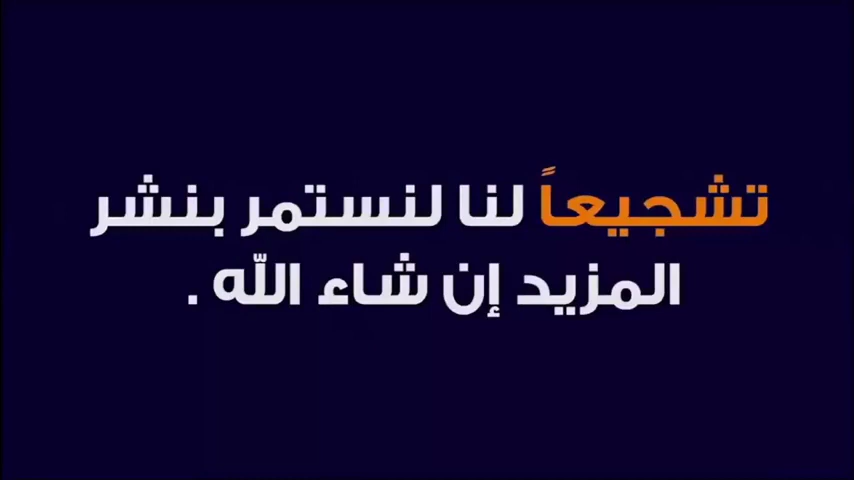 تشجيعاً لنا لنستمر بنشر
المزيد إن شاء الله .